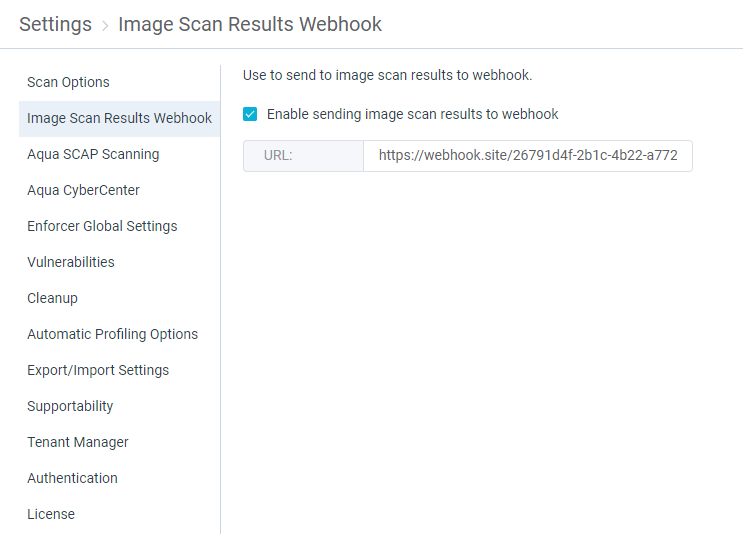 Settings > Image Scan Results Webhook
Scan Options
Image Scan Results Webhook
Aqua SCAP Scanning
Aqua CyberCenter
Enforcer Global Settings
Vulnerabilities
Cleanup
Automatic Profiling Options
Export/Import Settings
Supportability
Tenant Manager
Authentication
License
Use to send to image scan results to webhook.
Enable sending image scan results to webhook
URL: https://webhook.site/26791d4f-2b1c-4b22-a772